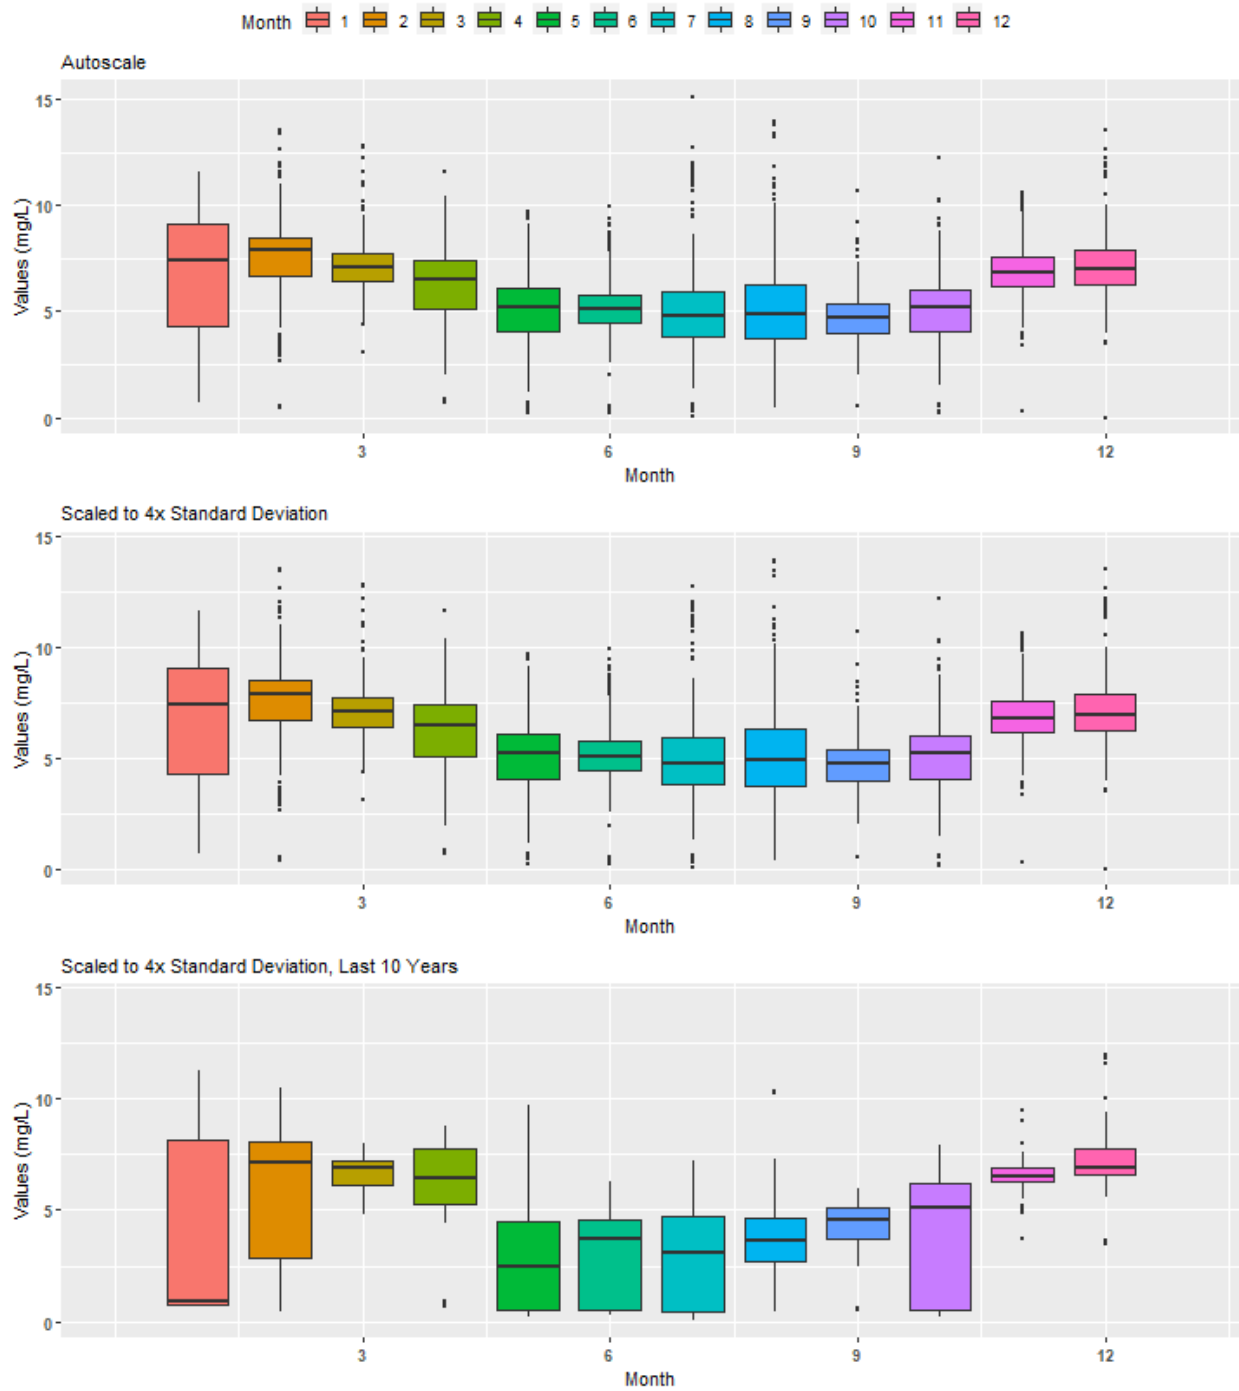 Month 1 2 3 4 5 6 7 8 9 10 11 12
Autoscale
Values (mg/L)
15
10
5
0
3 6 9 12
Month
Scaled to 4x Standard Deviation
Values (mg/L)
15
10
5
0
3 6 9 12
Month
Scaled to 4x Standard Deviation, Last 10 Years
Values (mg/L)
15
10
5
0
3 6 9 12
Month